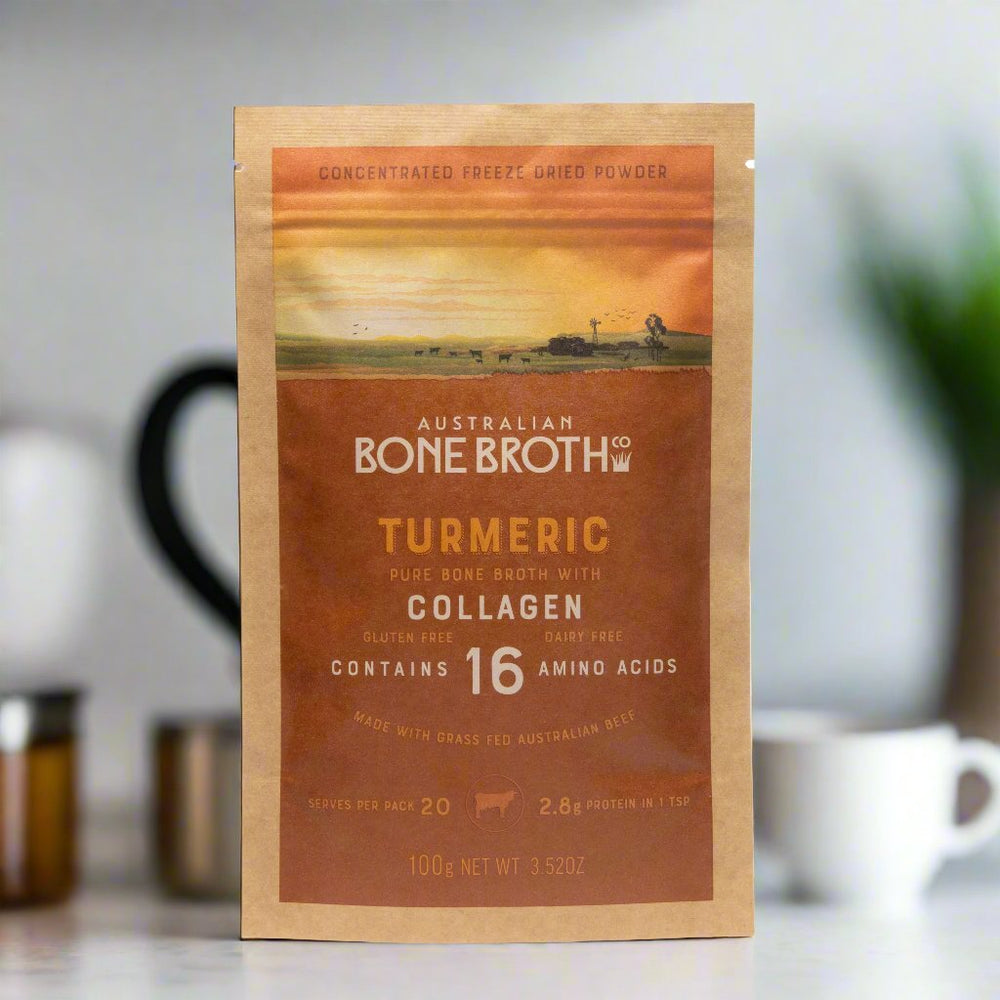 CONCENTRATED FREEZE DRIED POWDER
AUSTRALIAN
BONE BROTH CO
TURMERIC
PURE BONE BROTH WITH
COLLAGEN
GLUTEN FREE DAIRY FREE
CONTAINS 16 AMINO ACIDS
MADE WITH GRASS FED AUSTRALIAN BEEF
SERVES PER PACK 20 2.8g PROTEIN IN 1 TSP
100g NET WT 3.52OZ